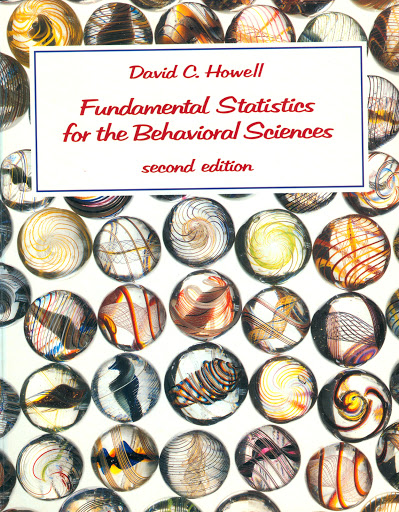 David C. Howell
Fundamental Statistics
for the Behavioral Sciences
second edition